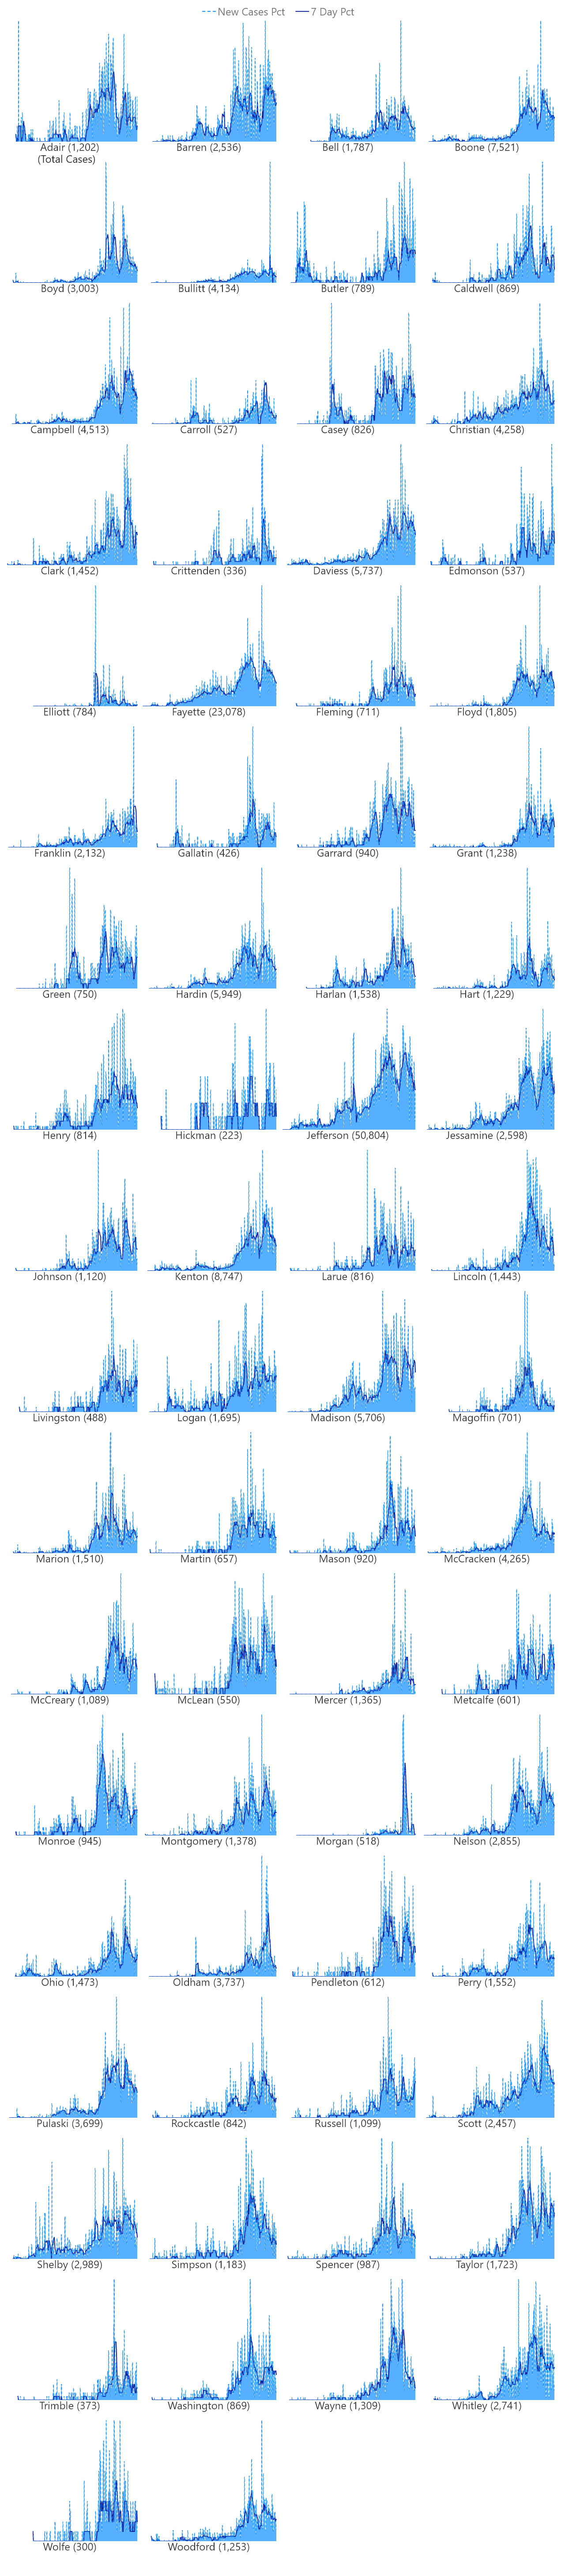 New Cases Pct 7 Day Pct
Adair (1,202) Barren (2,536) Bell (1,787) Boone (7,521)
(Total Cases)
Boyd (3,003) Bullitt (4,134) Butler (789) Caldwell (869)
Campbell (4,513) Carroll (527) Casey (826) Christian (4,258)
Clark (1,452) Crittenden (336) Daviess (5,737) Edmonson (537)
Elliott (784) Fayette (23,078) Fleming (711) Floyd (1,805)
Franklin (2,132) Gallatin (426) Garrard (940) Grant (1,238)
Green (750) Hardin (5,949) Harlan (1,538) Hart (1,229)
Henry (814) Hickman (223) Jefferson (50,804) Jessamine (2,598)
Johnson (1,120) Kenton (8,747) Larue (816) Lincoln (1,443)
Livingston (488) Logan (1,695) Madison (5,706) Magoffin (701)
Marion (1,510) Martin (657) Mason (920) McCracken (4,265)
McCreary (1,089) McLean (550) Mercer (1,365) Metcalfe (601)
Monroe (945) Montgomery (1,378) Morgan (518) Nelson (2,855)
Ohio (1,473) Oldham (3,737) Pendleton (612) Perry (1,552)
Pulaski (3,699) Rockcastle (842) Russell (1,099) Scott (2,457)
Shelby (2,989) Simpson (1,183) Spencer (987) Taylor (1,723)
Trimble (373) Washington (869) Wayne (1,309) Whitley (2,741)
Wolfe (300) Woodford (1,253)